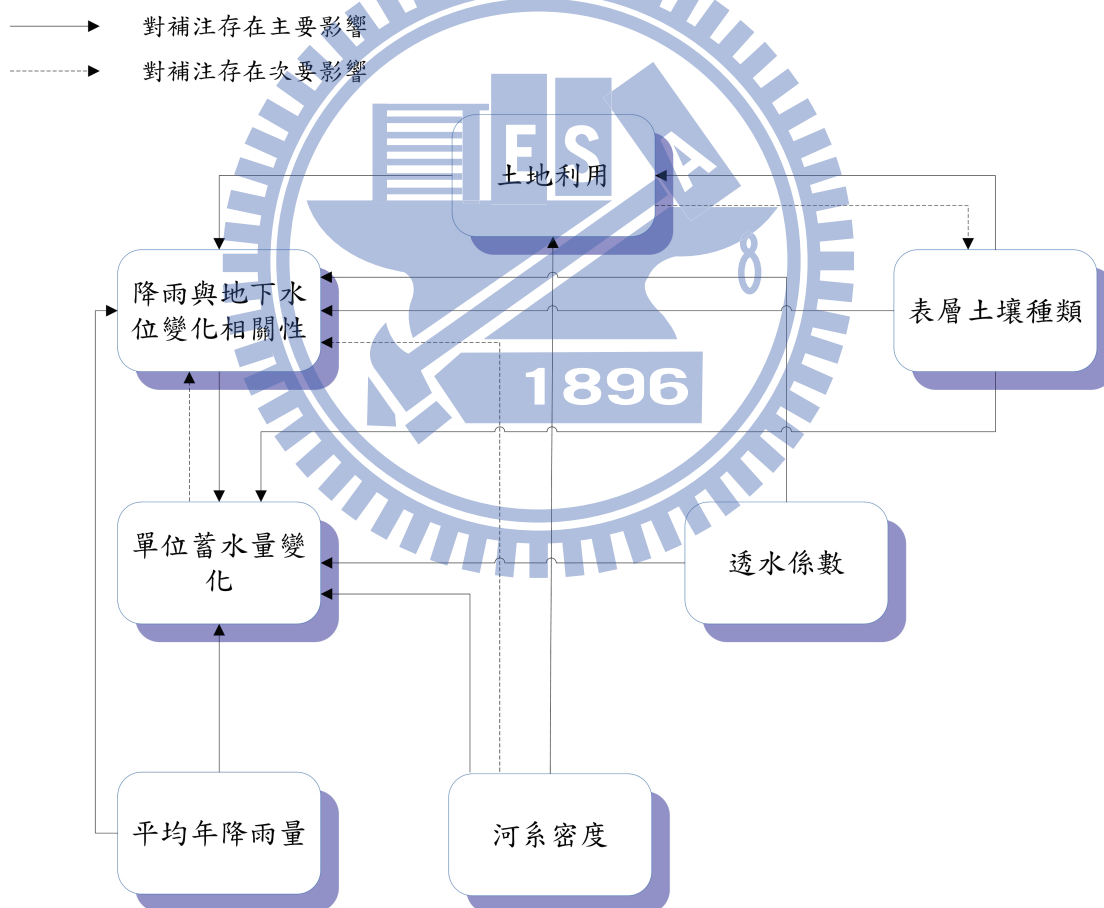 對補注存在主要影響
對補注存在次要影響
ESA
土地利用
8
降雨與地下水
位變化相關性
表層土壤種類
1896
單位蓄水量變
化
透水係數
平均年降雨量
河系密度